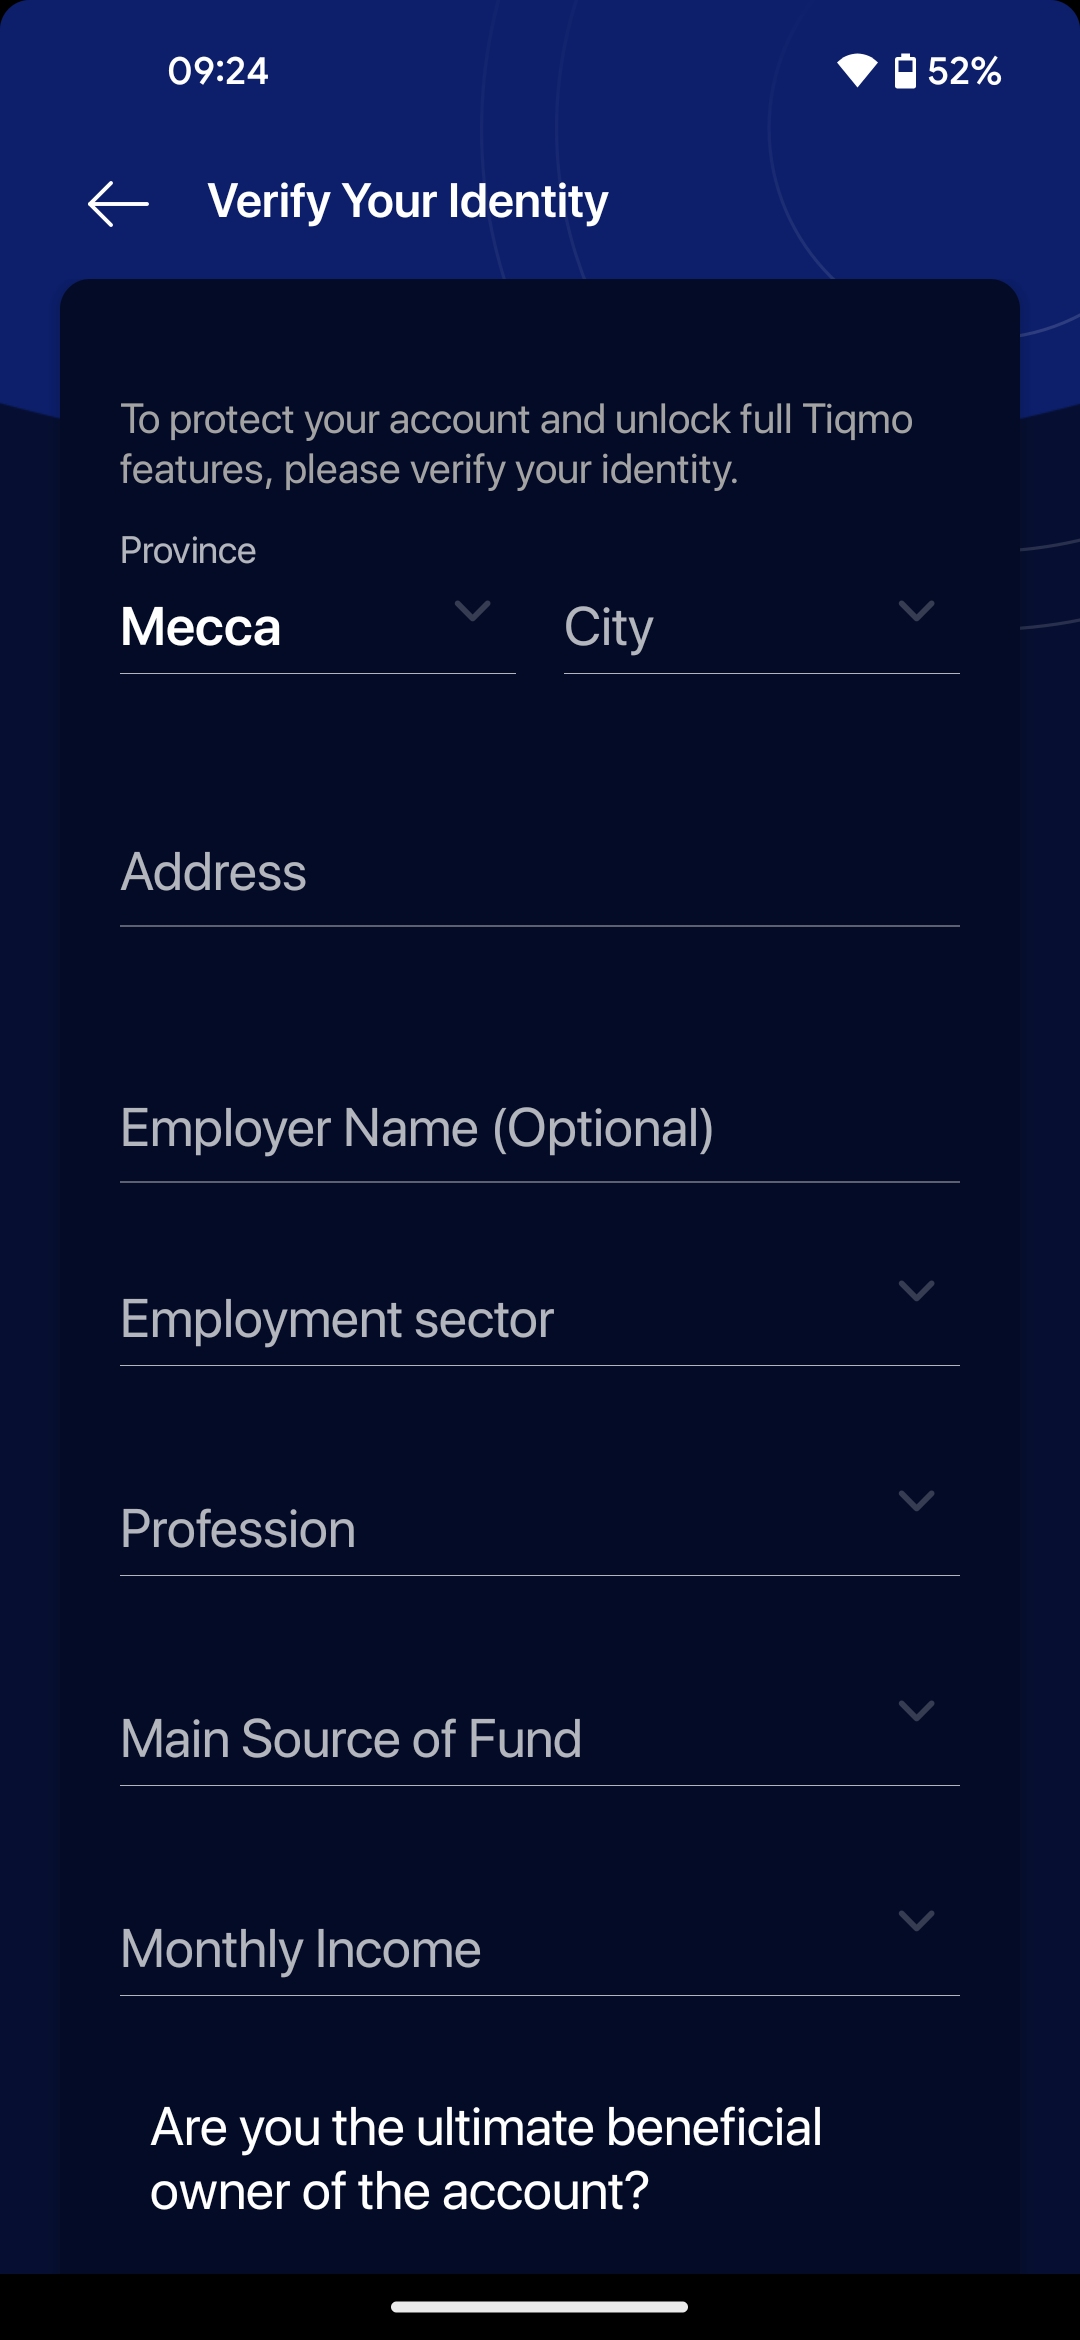 09:24
52%
Verify Your Identity
To protect your account and unlock full Tiqmo
features, please verify your identity.
Province
Mecca
City
Address
Employer Name (Optional)
Employment sector
Profession
Main Source of Fund
Monthly Income
Are you the ultimate beneficial
owner of the account?